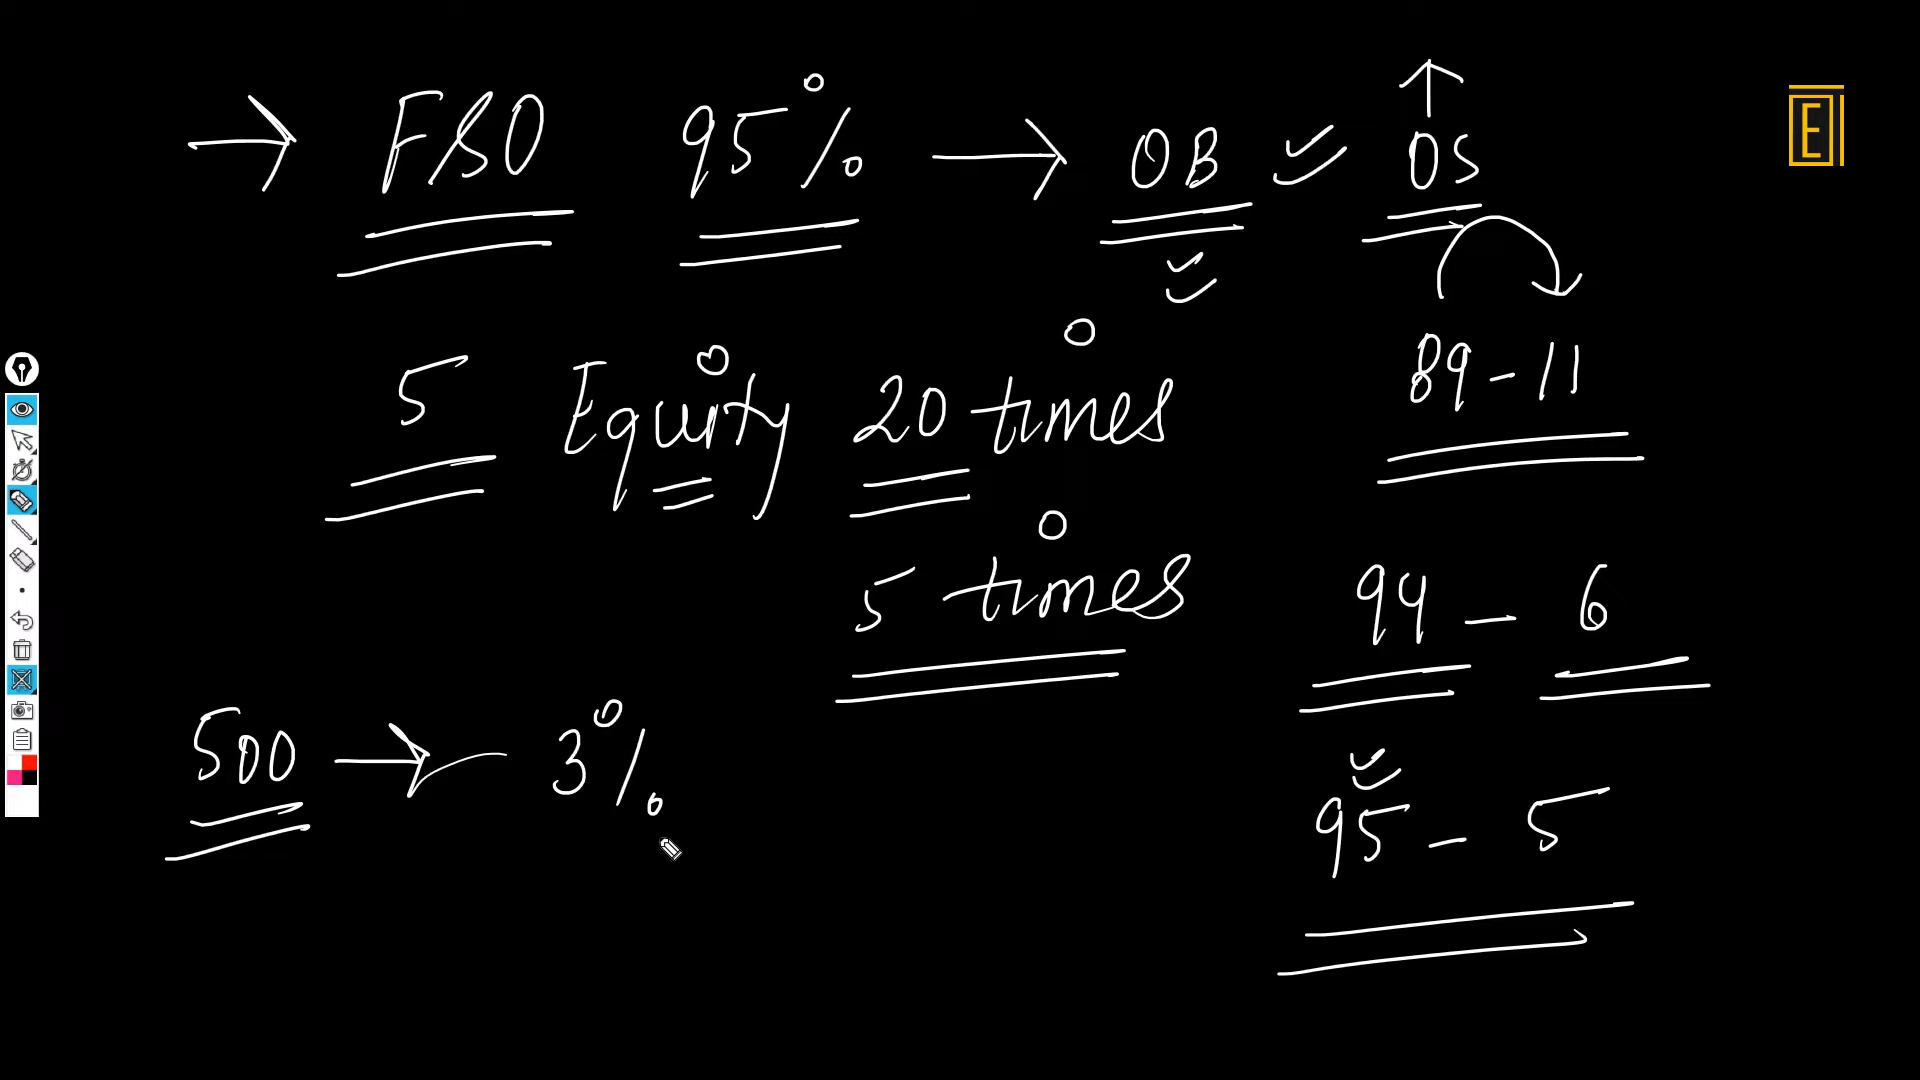 → F&O 95% → OB OS ↑
5 Equity 20 times
89 - 11
5 times
94 - 6
500 → 3%
95 - 5
E